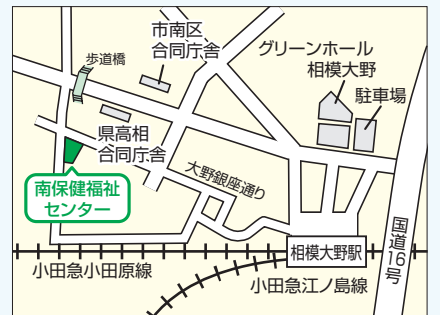 市南区
合同庁舎
歩道橋
グリーンホール
相模大野
駐車場
県高相
合同庁舎
大野銀座通り
南保健福祉
センター
国道16号
相模大野駅
小田急小田原線
小田急江ノ島線